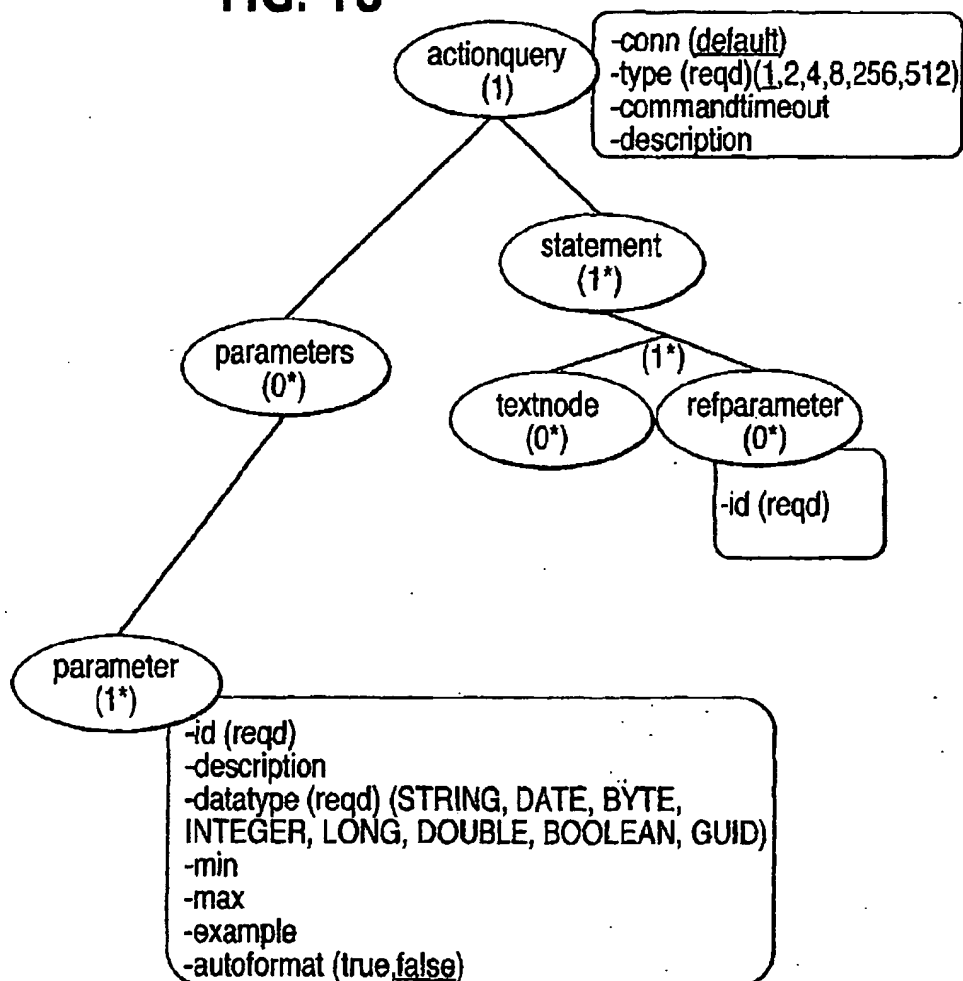 actionquery
(1)
-conn (default)
-type (reqd)(1,2,4,8,256,512)
-commandtimeout
-description
statement
(1*)
parameters
(0*)
(1*)
textnode
(0*)
refparameter
(0*)
-id (reqd)
parameter
(1*)
-id (reqd)
-description
-datatype (reqd) (STRING, DATE, BYTE,
INTEGER, LONG, DOUBLE, BOOLEAN, GUID)
-min
-max
-example
-autoformat (true,false)